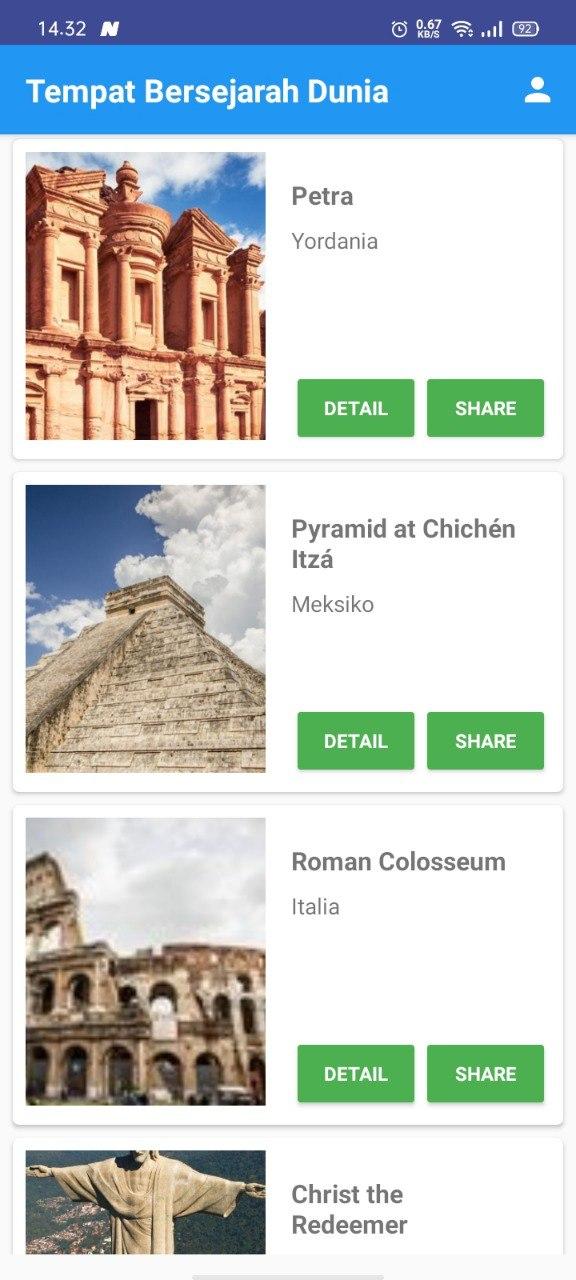 14.32 N 0.67 KB/S 92
Tempat Bersejarah Dunia
Petra
Yordania
DETAIL SHARE
Pyramid at Chichén
Itzá
Meksiko
DETAIL SHARE
Roman Colosseum
Italia
DETAIL SHARE
Christ the
Redeemer